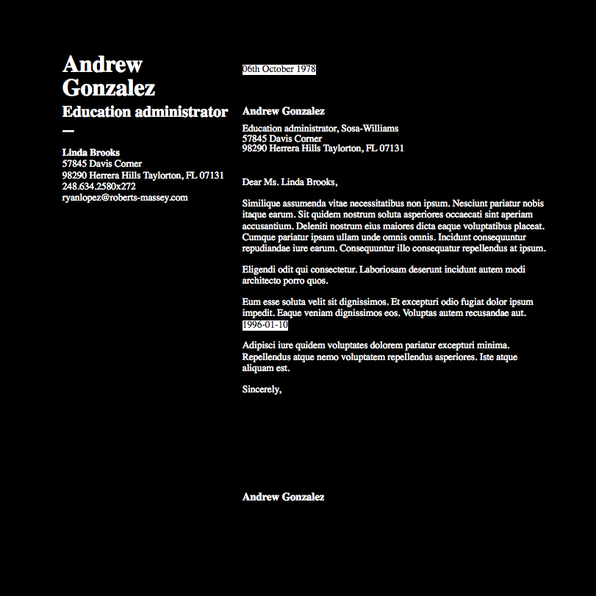 Andrew
Gonzalez
Education administrator
—
Linda Brooks
57845 Davis Corner
98290 Herrera Hills Taylorton, FL 07131
248.634.2580x272
ryanlopez@roberts-massey.com
06th October 1978
Andrew Gonzalez
Education administrator, Sosa-Williams
57845 Davis Corner
98290 Herrera Hills Taylorton, FL 07131
Dear Ms. Linda Brooks,
Similique assumenda vitae necessitatibus non ipsum. Nesciunt pariatur nobis
itaque earum. Sit quidem nostrum soluta asperiores occaecati sint aperiam
accusantium. Deleniti nostrum eius maiores dicta eaque voluptatibus placeat.
Cumque pariatur ipsam ullam unde omnis omnis. Incidunt consequuntur
repudiandae iure earum. Consequuntur illo consequatur repellendus at ipsum.
Eligendi odit qui consectetur. Laboriosam deserunt incidunt autem modi
architecto porro quos.
Eum esse soluta velit sit dignissimos. Et excepturi odio fugiat dolor ipsum
impedit. Eaque veniam dignissimos eos. Voluptas autem recusandae aut.
1996-01-10
Adipisci iure quidem voluptates dolorem pariatur excepturi minima.
Repellendus atque nemo voluptatem repellendus asperiores. Iste atque
aliquam est.
Sincerely,
Andrew Gonzalez